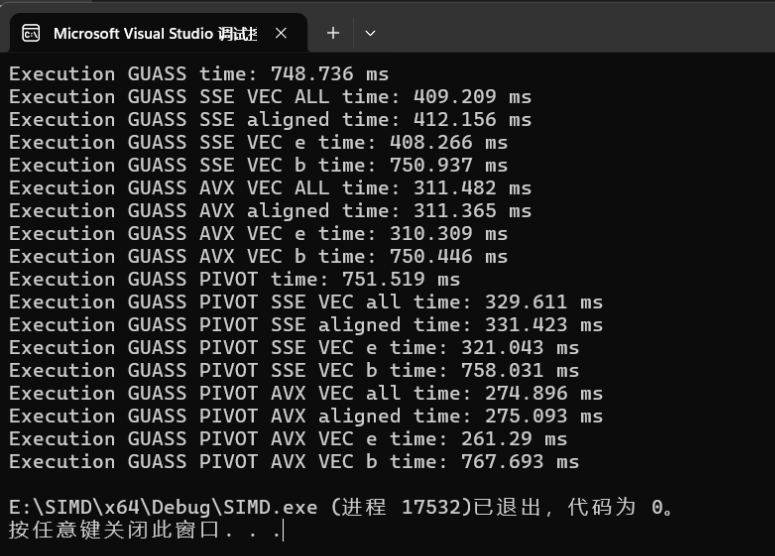 Microsoft Visual Studio 调试控
Execution GUASS time: 748.736 ms
Execution GUASS SSE VEC ALL time: 409.209 ms
Execution GUASS SSE aligned time: 412.156 ms
Execution GUASS SSE VEC e time: 408.266 ms
Execution GUASS SSE VEC b time: 750.937 ms
Execution GUASS AVX VEC ALL time: 311.482 ms
Execution GUASS AVX aligned time: 311.365 ms
Execution GUASS AVX VEC e time: 310.309 ms
Execution GUASS AVX VEC b time: 750.446 ms
Execution GUASS PIVOT time: 751.519 ms
Execution GUASS PIVOT SSE VEC all time: 329.611 ms
Execution GUASS PIVOT SSE aligned time: 331.423 ms
Execution GUASS PIVOT SSE VEC e time: 321.043 ms
Execution GUASS PIVOT SSE VEC b time: 758.031 ms
Execution GUASS PIVOT AVX VEC all time: 274.896 ms
Execution GUASS PIVOT AVX aligned time: 275.093 ms
Execution GUASS PIVOT AVX VEC e time: 261.29 ms
Execution GUASS PIVOT AVX VEC b time: 767.693 ms
E:\SIMD\x64\Debug\SIMD.exe (进程 17532)已退出，代码为 0。
按任意键关闭此窗口. . .